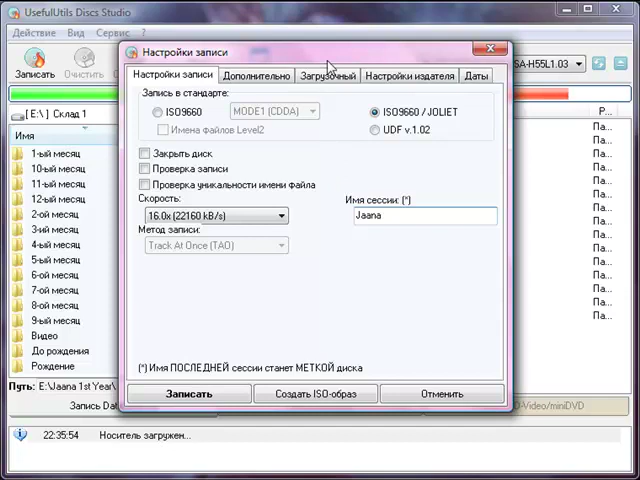 UsefulUtils Discs Studio
Действие Вид Сервис
Настройки записи
Записать Очистить
SA-H55L1.03
Настройки записи Дополнительно Загрузочный Настройки издателя Даты
Запись в стандарте:
ISO9660 MODE1 (CDDA) ISO9660 / JOLIET
Имена файлов Level2 UDF v.1.02
[E:\] Склад 1
Имя Р...
Закрыть диск
Проверка записи
Проверка уникальности имени файла
Скорость: Имя сессии: (*)
16.0x (22160 kB/s) Jaana
Метод записи:
Track At Once (TAO)
1-ый месяц Па...
10-ый месяц Па...
11-ый месяц Па...
12-ый месяц Па...
2-ой месяц Па...
3-ий месяц Па...
4-ый месяц Па...
5-ый месяц Па...
6-ой месяц Па...
7-ой месяц Па...
8-ой месяц Па...
9-ый месяц Па...
Видео
До рождения
Рождение
(*) Имя ПОСЛЕДНЕЙ сессии станет МЕТКОЙ диска
Путь: E:\Jaana 1st Year\
Записать Создать ISO-образ Отменить
Запись Dat
D-Video/miniDVD
22:35:54 Носитель загружен...